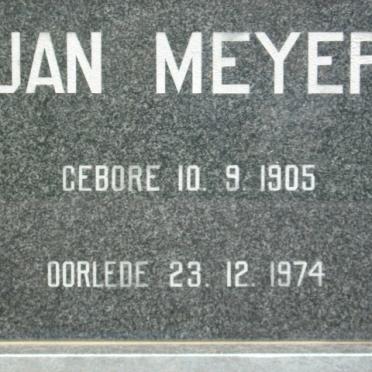 JAN MEYER
GEBORE 10. 9. 1905
OORLEDE 23. 12. 1974